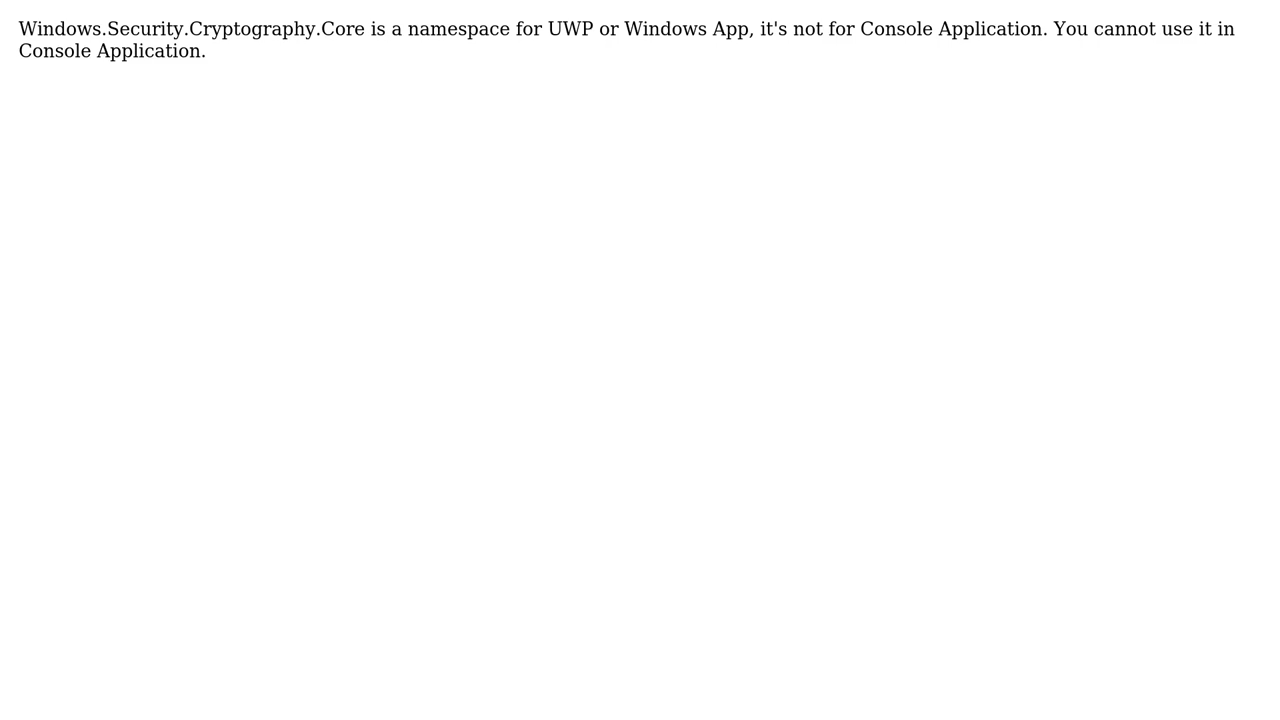 Windows.Security.Cryptography.Core is a namespace for UWP or Windows App, it's not for Console Application. You cannot use it in
Console Application.